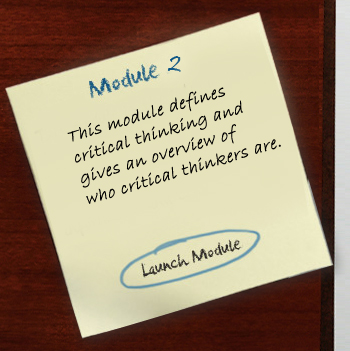 Module 2
This module defines
critical thinking and
gives an overview of
who critical thinkers are.
Launch Module